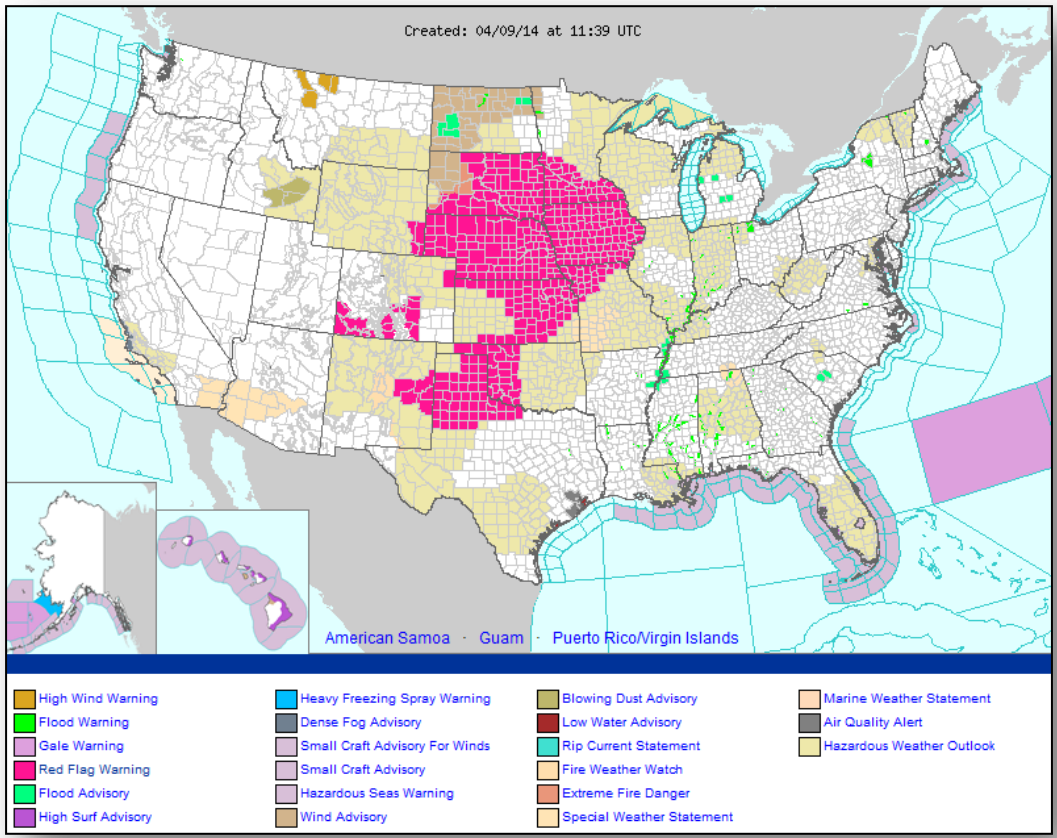 Created: 04/09/14 at 11:39 UTC
American Samoa · Guam · Puerto Rico/Virgin Islands
High Wind Warning
Flood Warning
Gale Warning
Red Flag Warning
Flood Advisory
High Surf Advisory
Heavy Freezing Spray Warning
Dense Fog Advisory
Small Craft Advisory For Winds
Small Craft Advisory
Hazardous Seas Warning
Wind Advisory
Blowing Dust Advisory
Low Water Advisory
Rip Current Statement
Fire Weather Watch
Extreme Fire Danger
Special Weather Statement
Marine Weather Statement
Air Quality Alert
Hazardous Weather Outlook